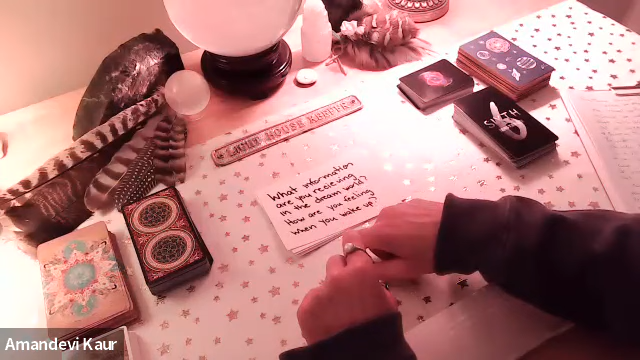 LIGHT HOUSE KEEPER
What information
are you recieving
in the dream world?
How are you feeling
when you wake up?
Amandevi Kaur